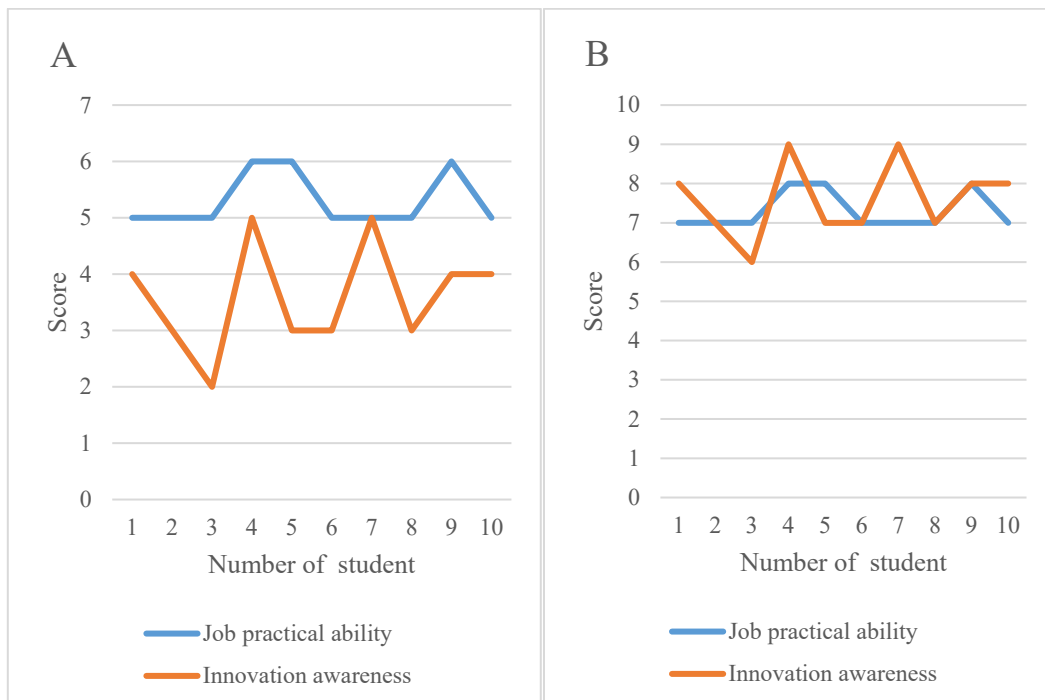 A
7
6
5
4
3
2
1
0
Score
1 2 3 4 5 6 7 8 9 10
Number of student
Job practical ability
Innovation awareness
B
10
9
8
7
6
5
4
3
2
1
0
Score
1 2 3 4 5 6 7 8 9 10
Number of student
Job practical ability
Innovation awareness